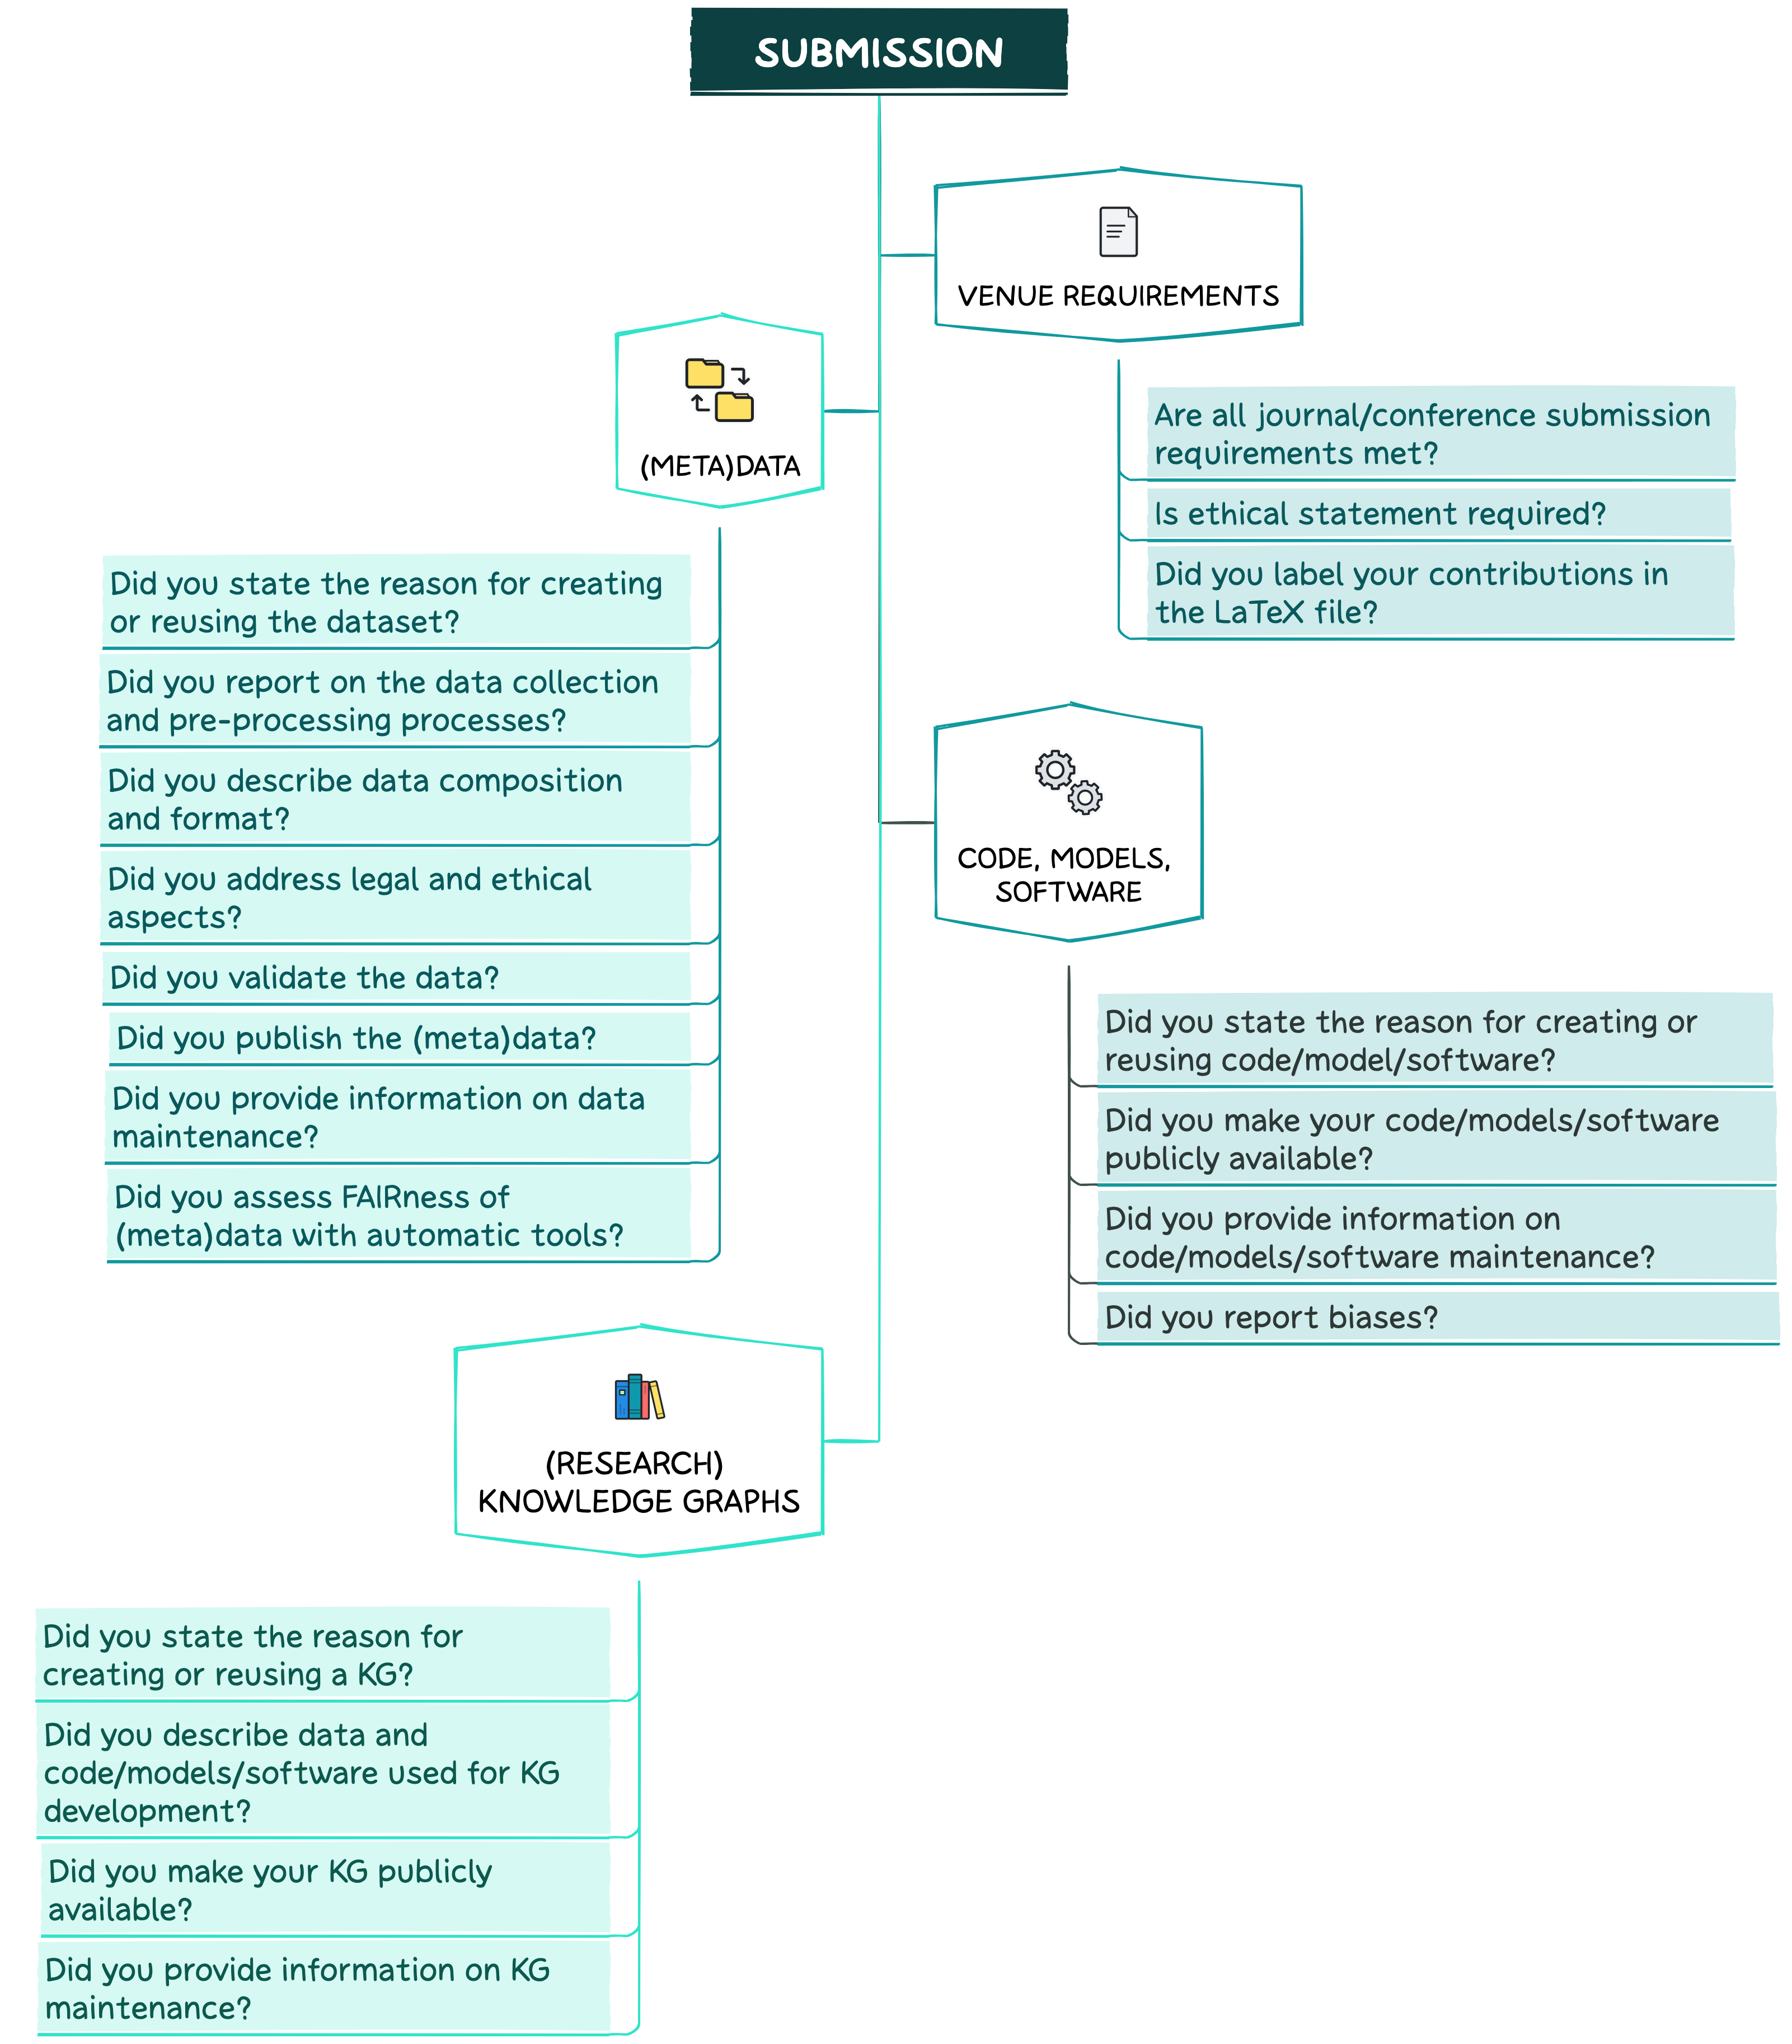 SUBMISSION
VENUE REQUIREMENTS
Are all journal/conference submission
requirements met?
Is ethical statement required?
Did you label your contributions in
the LaTeX file?
(META)DATA
Did you state the reason for creating
or reusing the dataset?
Did you report on the data collection
and pre-processing processes?
Did you describe data composition
and format?
Did you address legal and ethical
aspects?
Did you validate the data?
Did you publish the (meta)data?
Did you provide information on data
maintenance?
Did you assess FAIRness of
(meta)data with automatic tools?
CODE, MODELS,
SOFTWARE
Did you state the reason for creating or
reusing code/model/software?
Did you make your code/models/software
publicly available?
Did you provide information on
code/models/software maintenance?
Did you report biases?
(RESEARCH)
KNOWLEDGE GRAPHS
Did you state the reason for
creating or reusing a KG?
Did you describe data and
code/models/software used for KG
development?
Did you make your KG publicly
available?
Did you provide information on KG
maintenance?